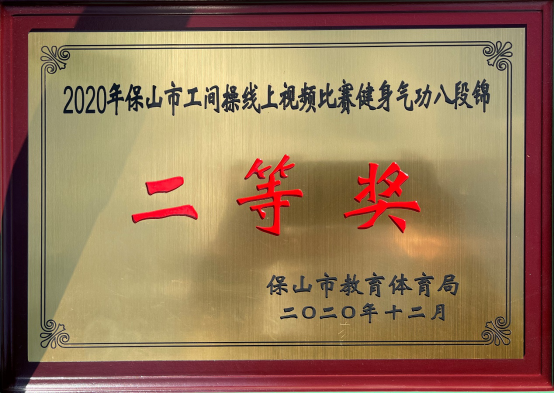 2020年保山市工间操线上视频比赛健身气功八段锦
二等奖
保山市教育体育局
二〇二〇年十二月